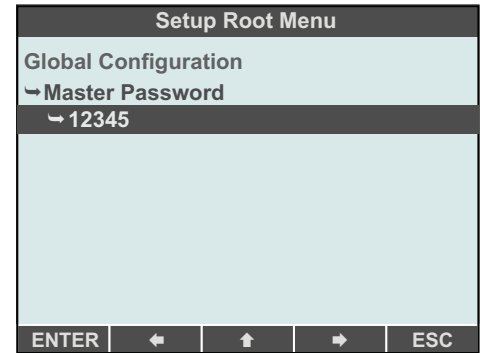 Setup Root Menu
Global Configuration
➥Master Password
➥12345
ENTER ⬅ ⬆ ➡ ESC